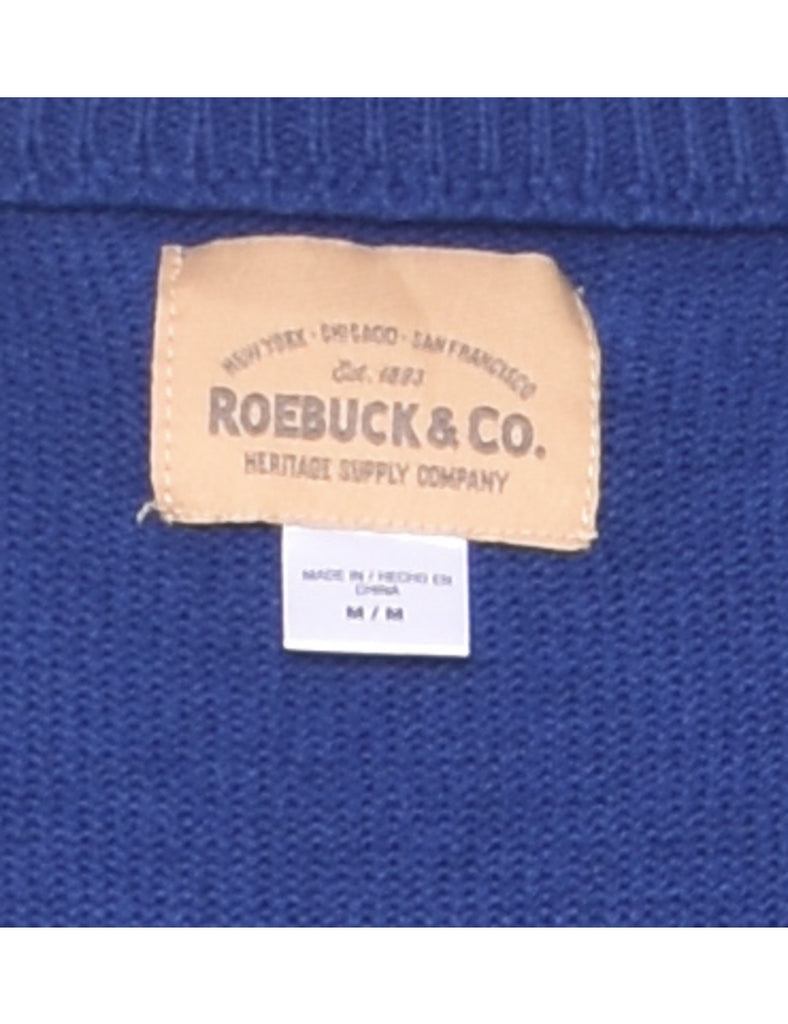 NEW YORK · CHICAGO · SAN FRANCISCO
Est. 1893
ROEBUCK & CO.
HERITAGE SUPPLY COMPANY
MADE IN / HECHO EN
CHINA
M / M